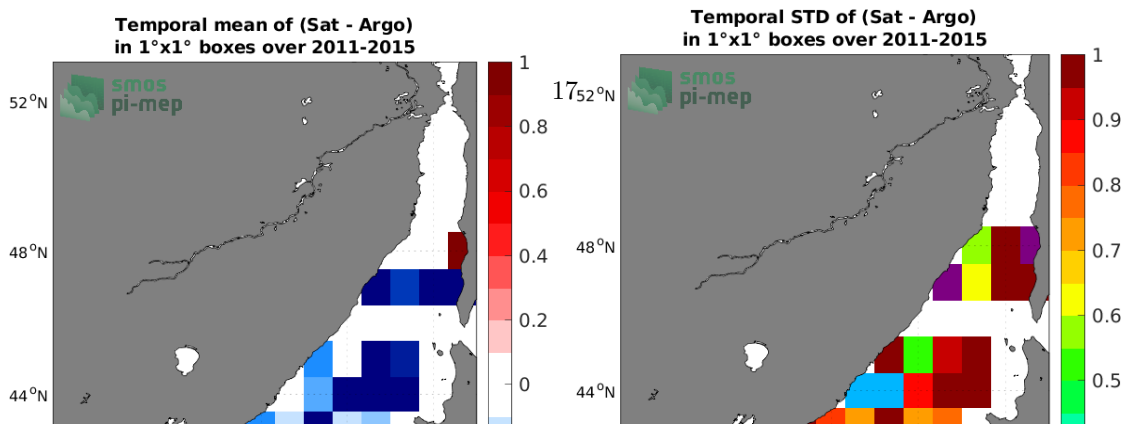 Temporal mean of (Sat - Argo)
in 1°x1° boxes over 2011-2015
smos
pi-mep
52°N
48°N
44°N
1
0.8
0.6
0.4
0.2
0
17
Temporal STD of (Sat - Argo)
in 1°x1° boxes over 2011-2015
smos
pi-mep
52°N
48°N
44°N
1
0.9
0.8
0.7
0.6
0.5